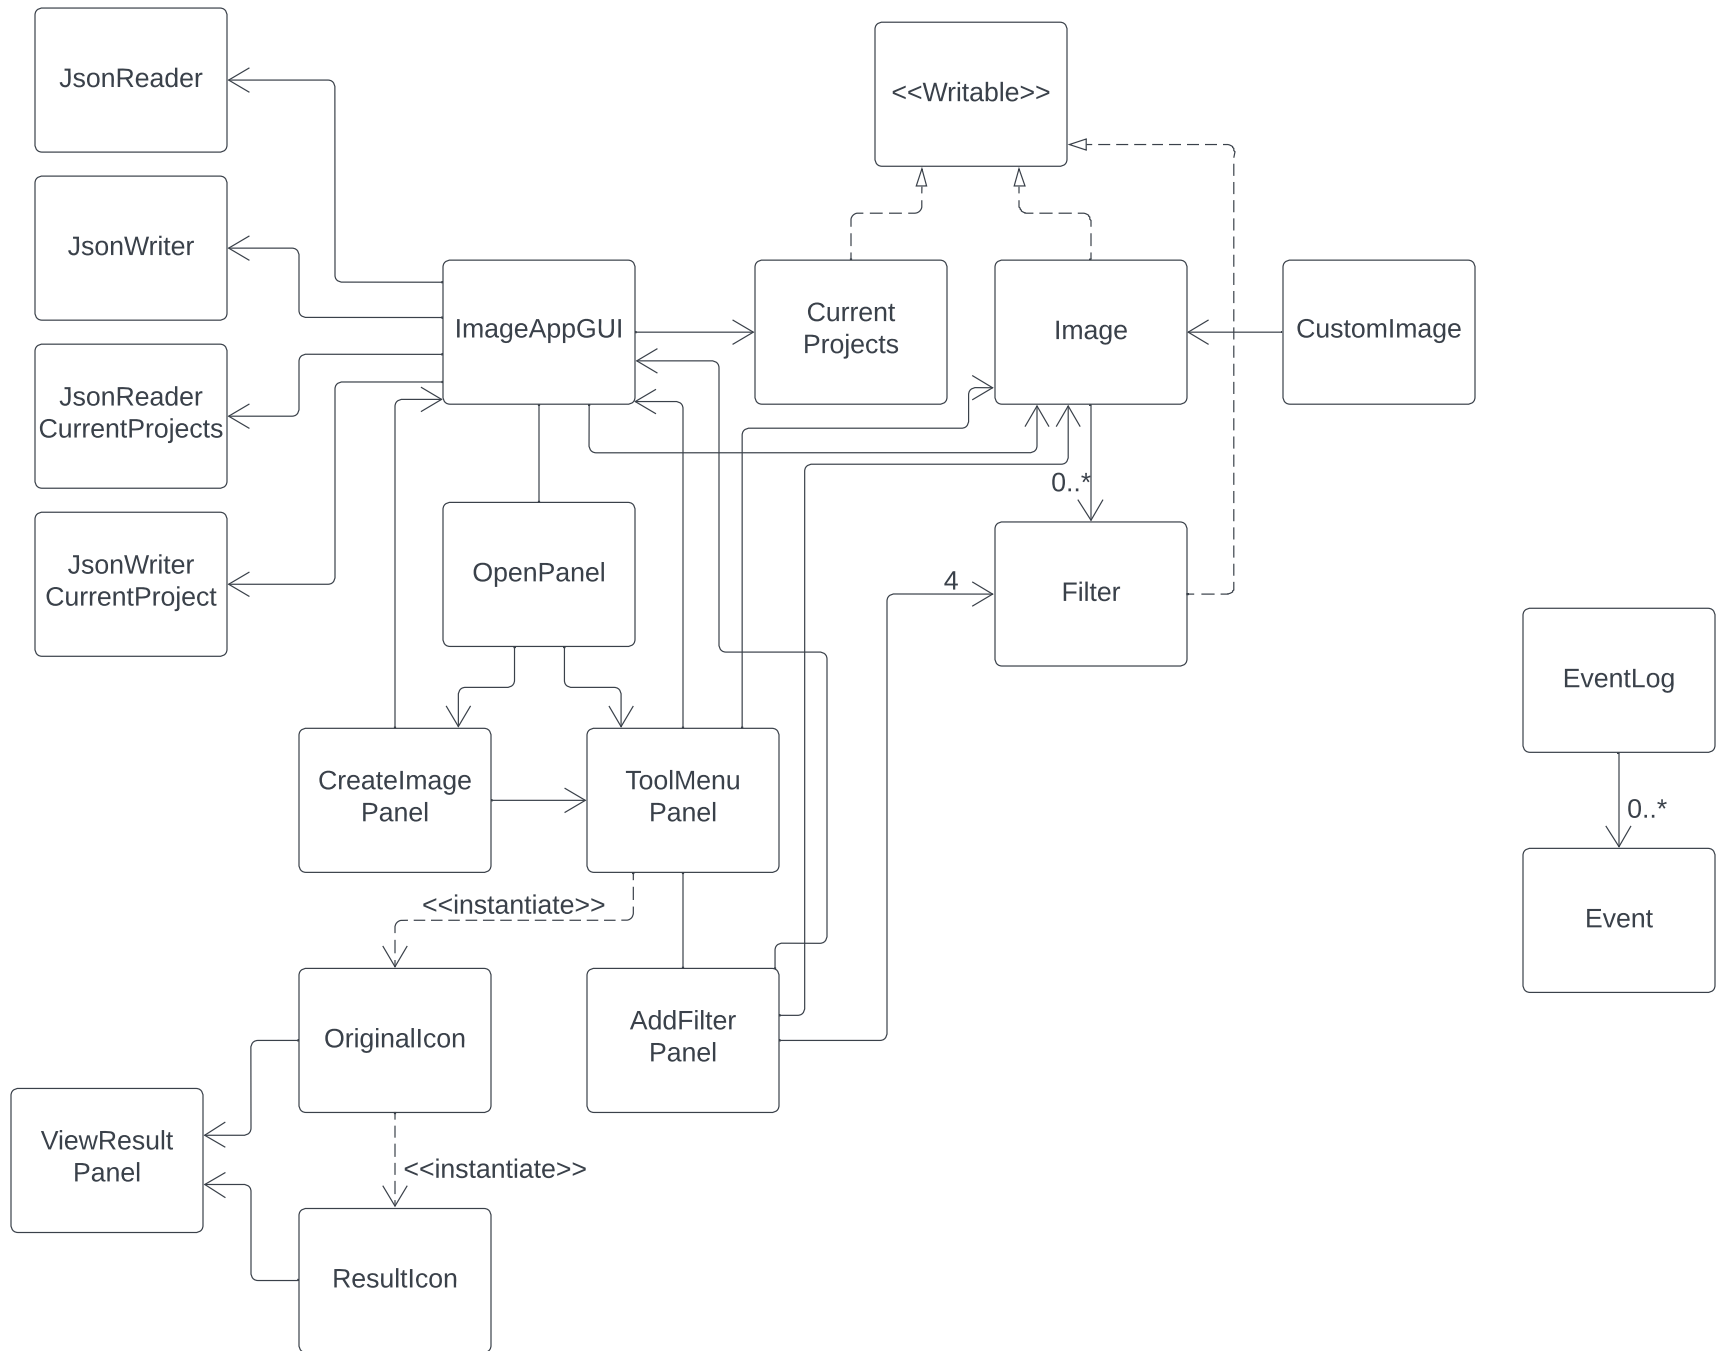 JsonReader
<<Writable>>
JsonWriter
ImageAppGUI
Current
Projects
Image
CustomImage
JsonReader
CurrentProjects
0..*
JsonWriter
CurrentProject
OpenPanel
4
Filter
EventLog
CreateImage
Panel
ToolMenu
Panel
0..*
<<instantiate>>
Event
OriginalIcon
AddFilter
Panel
ViewResult
Panel
<<instantiate>>
ResultIcon